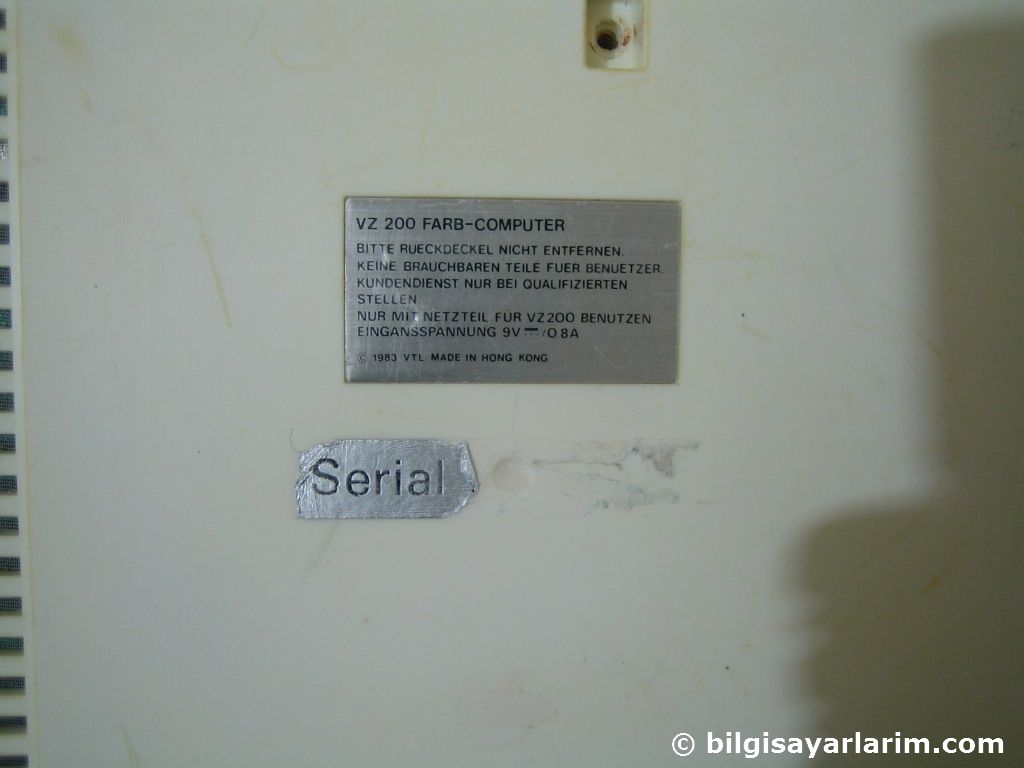 VZ 200 FARB-COMPUTER
BITTE RUECKDECKEL NICHT ENTFERNEN.
KEINE BRAUCHBAREN TEILE FUER BENUETZER.
KUNDENDIENST NUR BEI QUALIFIZIERTEN
STELLEN.
NUR MIT NETZTEIL FÜR VZ200 BENUTZEN
EINGANSSPANNUNG 9V ⎓/0.8A
© 1983 VTL MADE IN HONG KONG
Serial
© bilgisayarlarim.com